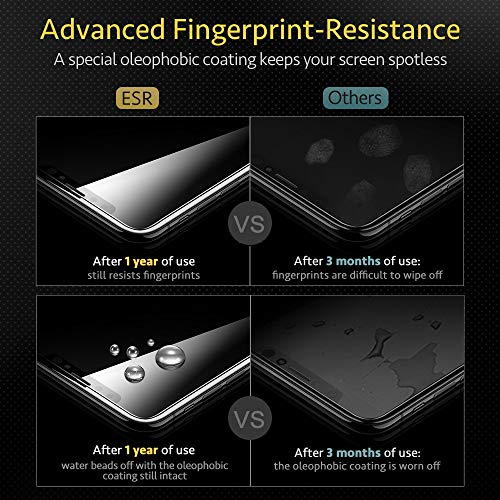 Advanced Fingerprint-Resistance
A special oleophobic coating keeps your screen spotless
ESR
Others
VS
After 1 year of use
still resists fingerprints
After 3 months of use:
fingerprints are difficult to wipe off
VS
After 1 year of use
water beads off with the oleophobic
coating still intact
After 3 months of use:
the oleophobic coating is worn off